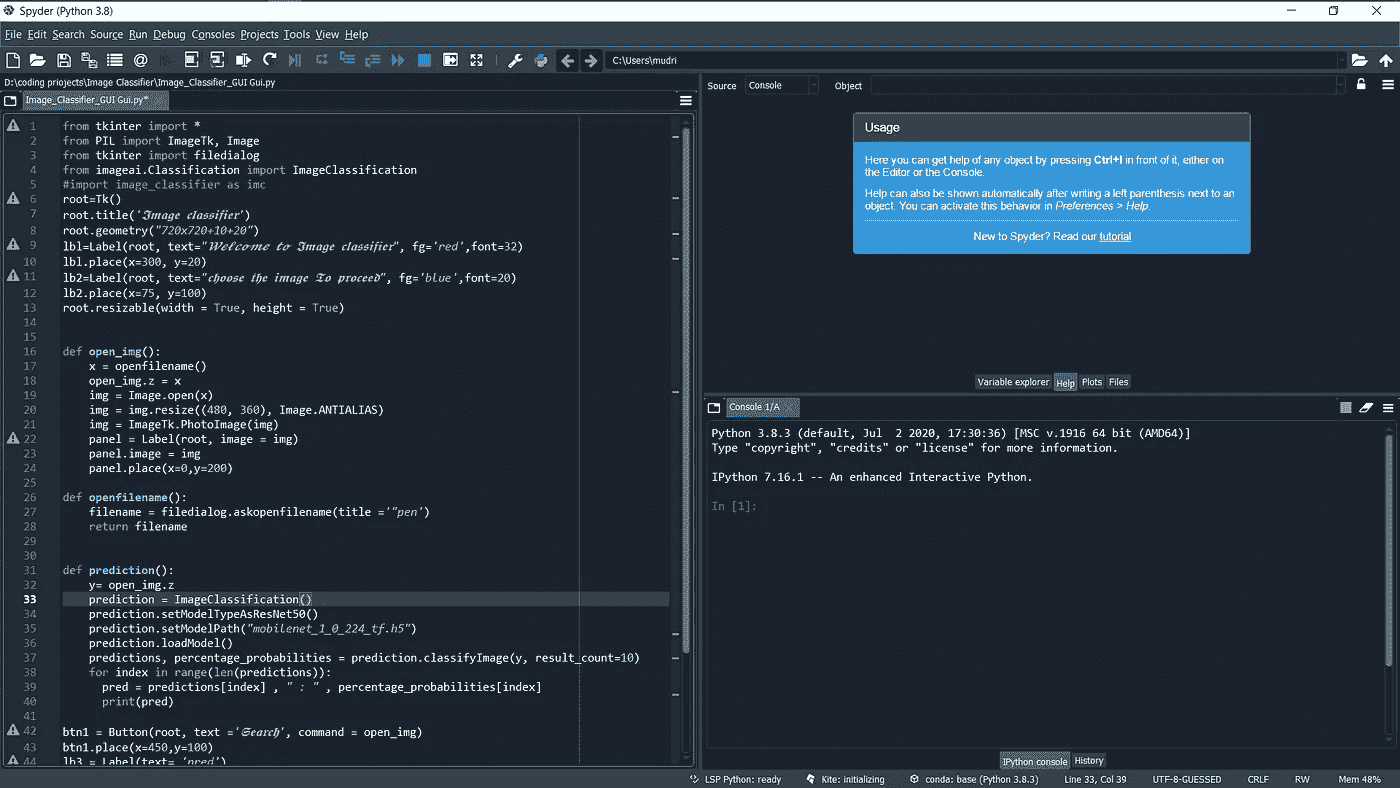 Spyder (Python 3.8)
File Edit Search Source Run Debug Consoles Projects Tools View Help
C:\Users\mudri
D:\coding priojects\Image Classifier\Image_Classifier_GUI Gui.py
Image_Classifier_GUI Gui.py*
1 from tkinter import *
2 from PIL import ImageTk, Image
3 from tkinter import filedialog
4 from imageai.Classification import ImageClassification
5 #import image_classifier as imc
6 root=Tk()
7 root.title('𝕴𝖒𝖆𝖌𝖊 𝖈𝖑𝖆𝖘𝖘𝖎𝖋𝖎𝖊𝖗')
8 root.geometry("720x720+10+20")
9 lbl=Label(root, text="𝓦𝓮𝓵𝓬𝓸𝓶𝓮 𝓽𝓸 𝕴𝖒𝖆𝖌𝖊 𝖈𝖑𝖆𝖘𝖘𝖎𝖋𝖎𝖊𝖗", fg='red',font=32)
10 lbl.place(x=300, y=20)
11 lb2=Label(root, text="𝖈𝖍𝖔𝖔𝖘𝖊 𝖙𝖍𝖊 𝖎𝖒𝖆𝖌𝖊 𝕿𝖔 𝖕𝖗𝖔𝖈𝖊𝖊𝖉", fg='blue',font=20)
12 lb2.place(x=75, y=100)
13 root.resizable(width = True, height = True)
14
15
16 def open_img():
17 x = openfilename()
18 open_img.z = x
19 img = Image.open(x)
20 img = img.resize((480, 360), Image.ANTIALIAS)
21 img = ImageTk.PhotoImage(img)
22 panel = Label(root, image = img)
23 panel.image = img
24 panel.place(x=0,y=200)
25
26 def openfilename():
27 filename = filedialog.askopenfilename(title ='"pen')
28 return filename
29
30
31 def prediction():
32 y= open_img.z
33 prediction = ImageClassification()
34 prediction.setModelTypeAsResNet50()
35 prediction.setModelPath("mobilenet_1_0_224_tf.h5")
36 prediction.loadModel()
37 predictions, percentage_probabilities = prediction.classifyImage(y, result_count=10)
38 for index in range(len(predictions)):
39 pred = predictions[index] , " : " , percentage_probabilities[index]
40 print(pred)
41
42 btn1 = Button(root, text ='𝕾𝖊𝖆𝖗𝖈𝖍', command = open_img)
43 btn1.place(x=450,y=100)
44 lb3 = Label(text= 'pred')
Source Console Object
Usage
Here you can get help of any object by pressing Ctrl+I in front of it, either on
the Editor or the Console.
Help can also be shown automatically after writing a left parenthesis next to an
object. You can activate this behavior in Preferences > Help.
New to Spyder? Read our tutorial
Variable explorer Help Plots Files
Console 1/A
Python 3.8.3 (default, Jul 2 2020, 17:30:36) [MSC v.1916 64 bit (AMD64)]
Type "copyright", "credits" or "license" for more information.
IPython 7.16.1 -- An enhanced Interactive Python.
In [1]:
IPython console History
LSP Python: ready Kite: initializing conda: base (Python 3.8.3) Line 33, Col 39 UTF-8-GUESSED CRLF RW Mem 48%